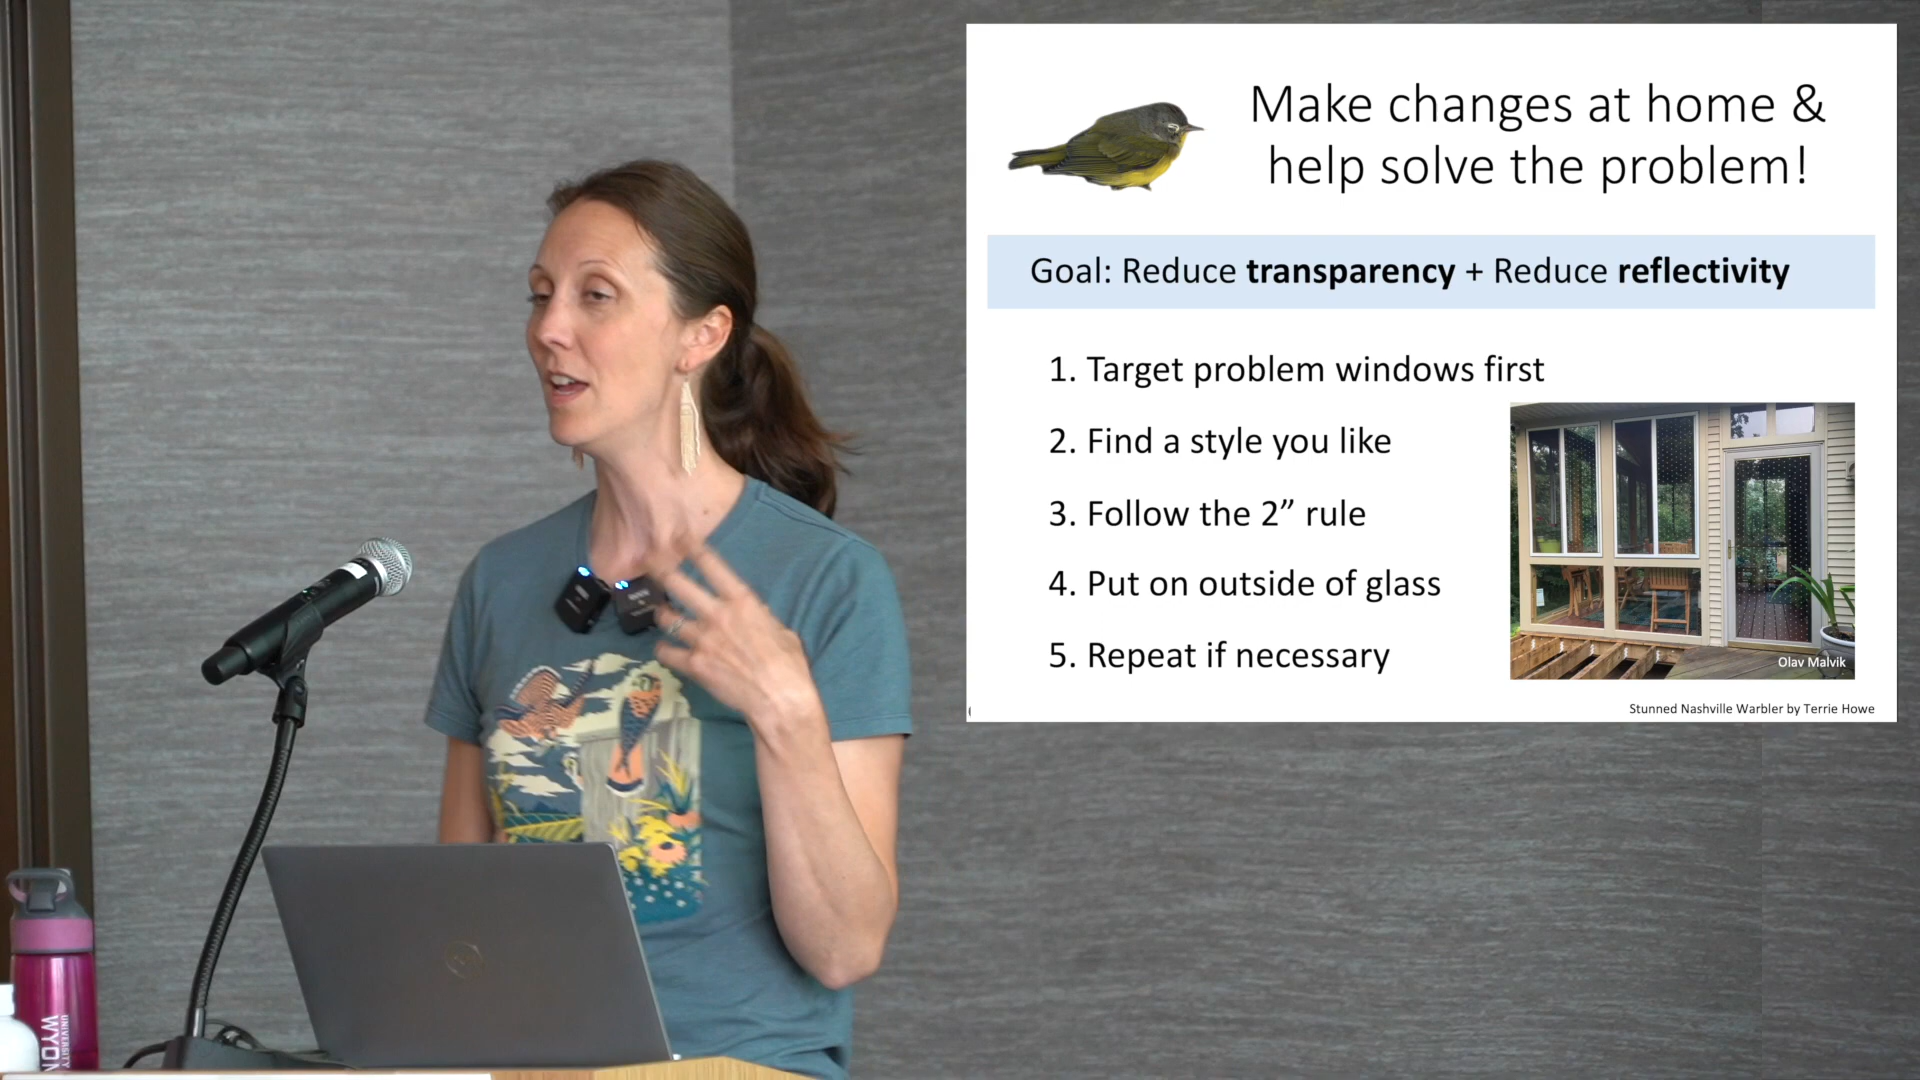 Make changes at home &
help solve the problem!
Goal: Reduce transparency + Reduce reflectivity
1. Target problem windows first
2. Find a style you like
3. Follow the 2” rule
4. Put on outside of glass
5. Repeat if necessary
Olav Malvik
Stunned Nashville Warbler by Terrie Howe
UNIVERSITY